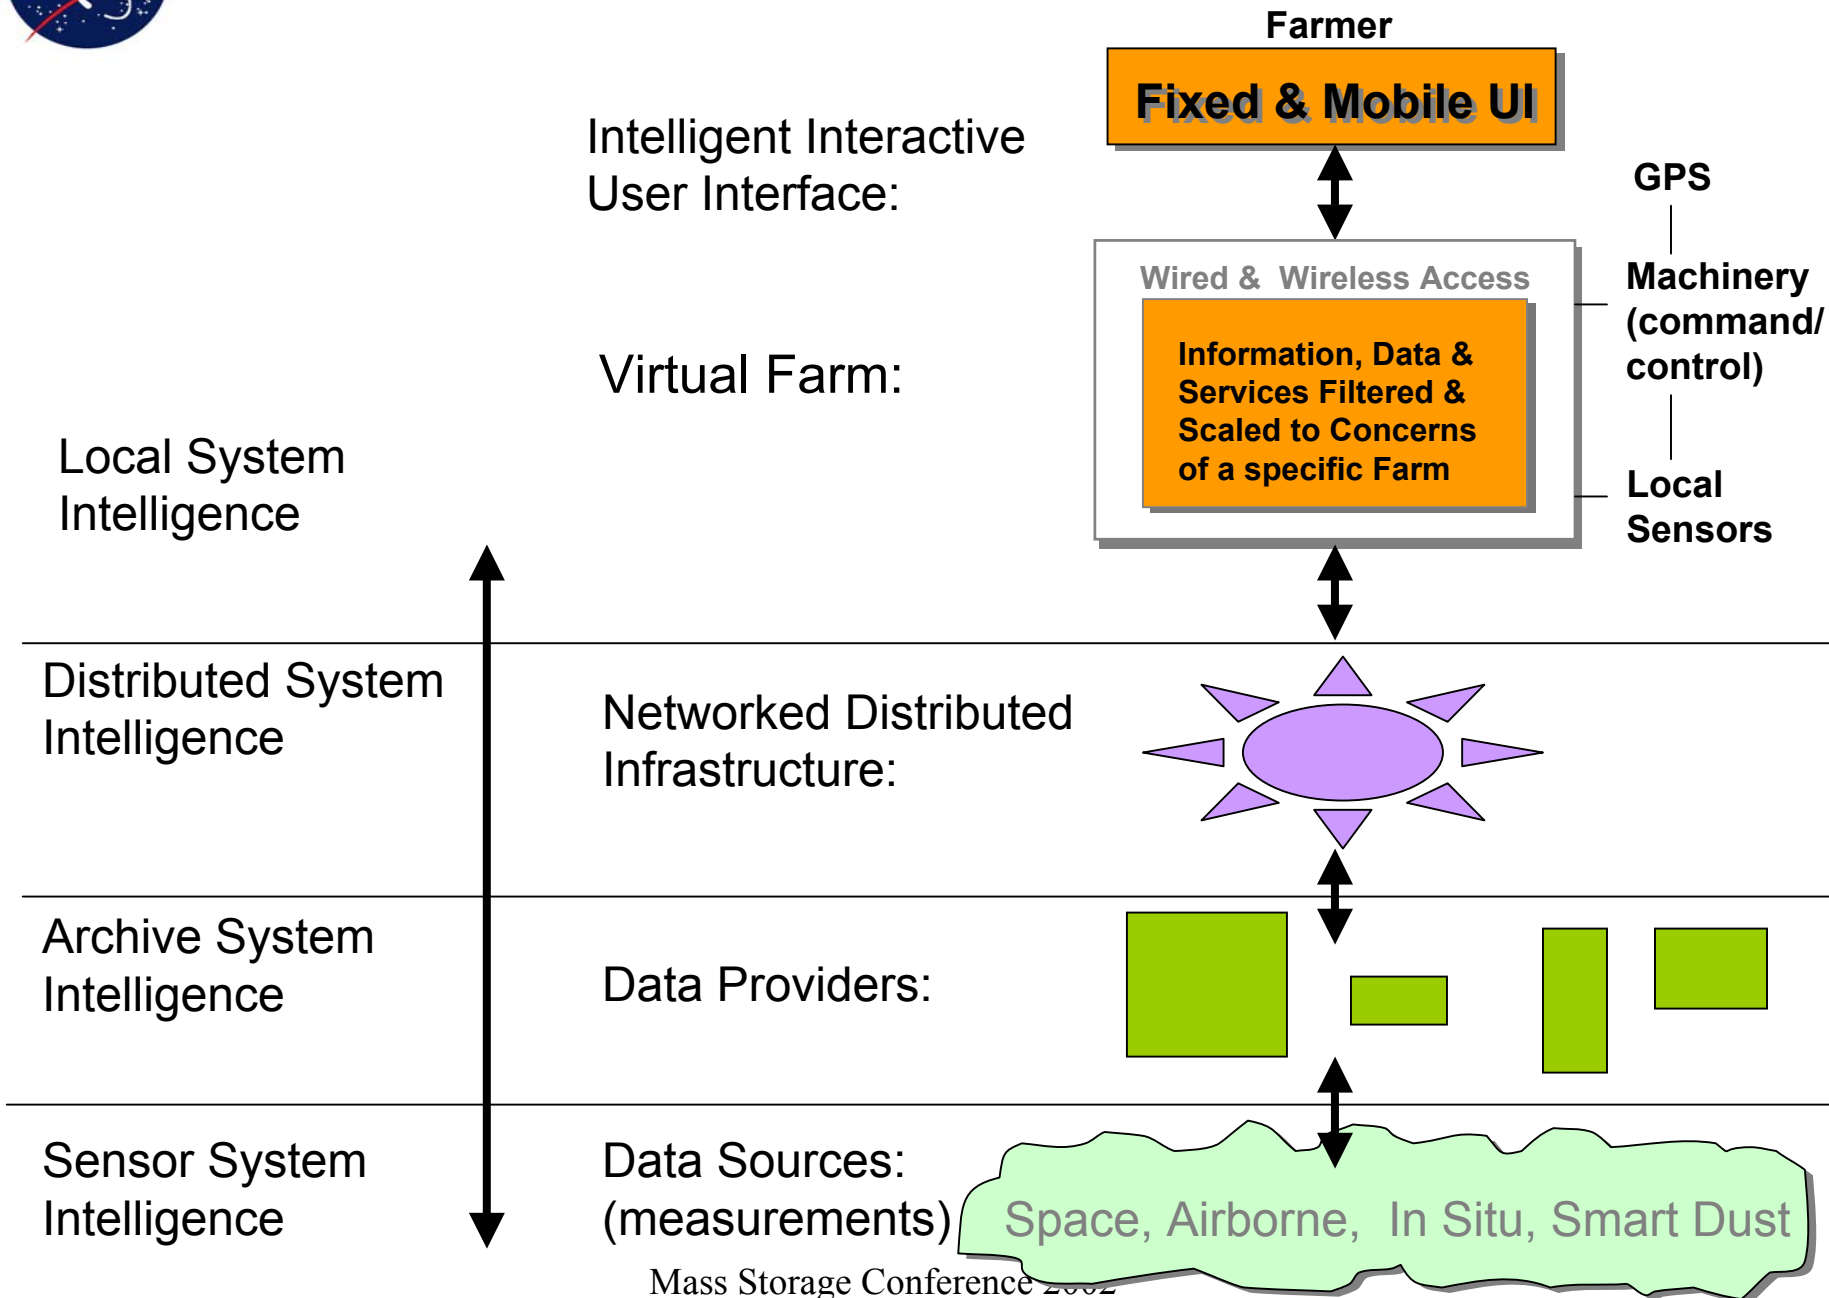 Farmer
Fixed & Mobile UI
Intelligent Interactive
User Interface:
GPS
Wired & Wireless Access
Machinery
(command/
control)
Information, Data &
Services Filtered &
Scaled to Concerns
of a specific Farm
Virtual Farm:
Local
Sensors
Local System
Intelligence
Distributed System
Intelligence
Networked Distributed
Infrastructure:
Archive System
Intelligence
Data Providers:
Sensor System
Intelligence
Data Sources:
(measurements)
Space, Airborne, In Situ, Smart Dust
Mass Storage Conference 2002